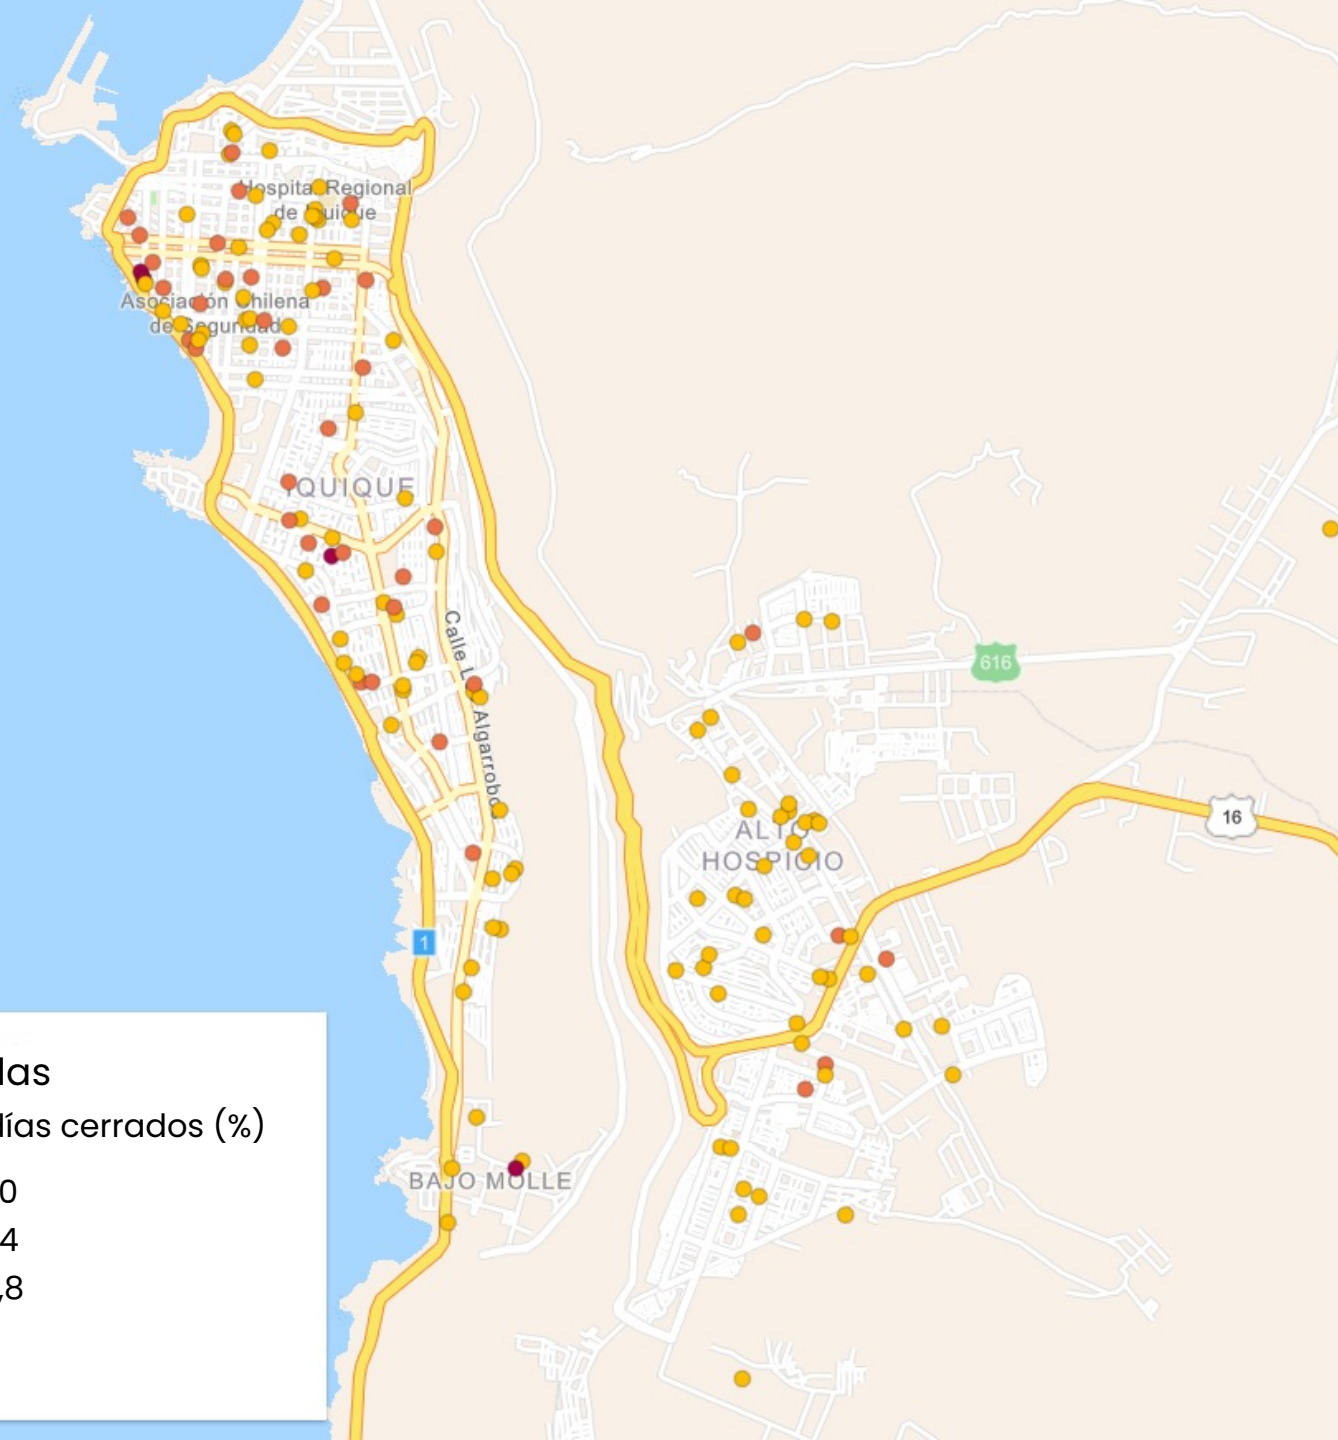 Hospital Regional
de Iquique
Asociación Chilena
de Seguridad
IQUIQUE
Calle L Algarrobo
616
16
ALTO
HOSPICIO
1
BAJO MOLLE
las
días cerrados (%)
0
4
,8